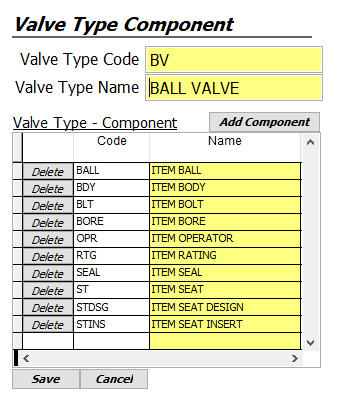 Valve Type Component
Valve Type Code BV
Valve Type Name BALL VALVE
Valve Type - Component Add Component
Code Name
Delete BALL ITEM BALL
Delete BDY ITEM BODY
Delete BLT ITEM BOLT
Delete BORE ITEM BORE
Delete OPR ITEM OPERATOR
Delete RTG ITEM RATING
Delete SEAL ITEM SEAL
Delete ST ITEM SEAT
Delete STDSG ITEM SEAT DESIGN
Delete STINS ITEM SEAT INSERT
Save Cancel